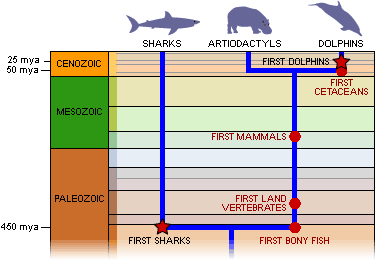 SHARKS ARTIODACTYLS DOLPHINS
25 mya
50 mya
CENOZOIC
FIRST DOLPHINS
FIRST
CETACEANS
MESOZOIC
FIRST MAMMALS
PALEOZOIC
FIRST LAND
VERTEBRATES
450 mya
FIRST SHARKS
FIRST BONY FISH